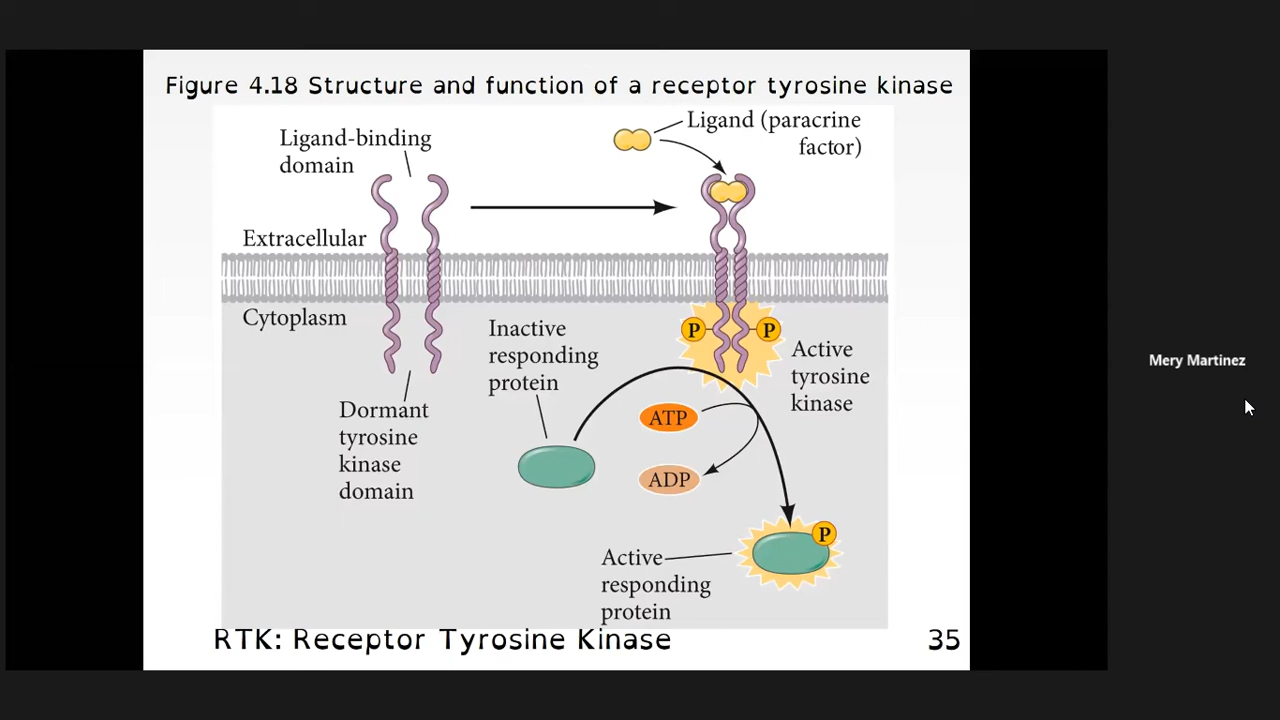 Figure 4.18 Structure and function of a receptor tyrosine kinase
Ligand-binding
domain
Ligand (paracrine
factor)
Extracellular
Cytoplasm
Inactive
responding
protein
P
P
Active
tyrosine
kinase
Dormant
tyrosine
kinase
domain
ATP
ADP
P
Active
responding
protein
RTK: Receptor Tyrosine Kinase
35
Mery Martinez